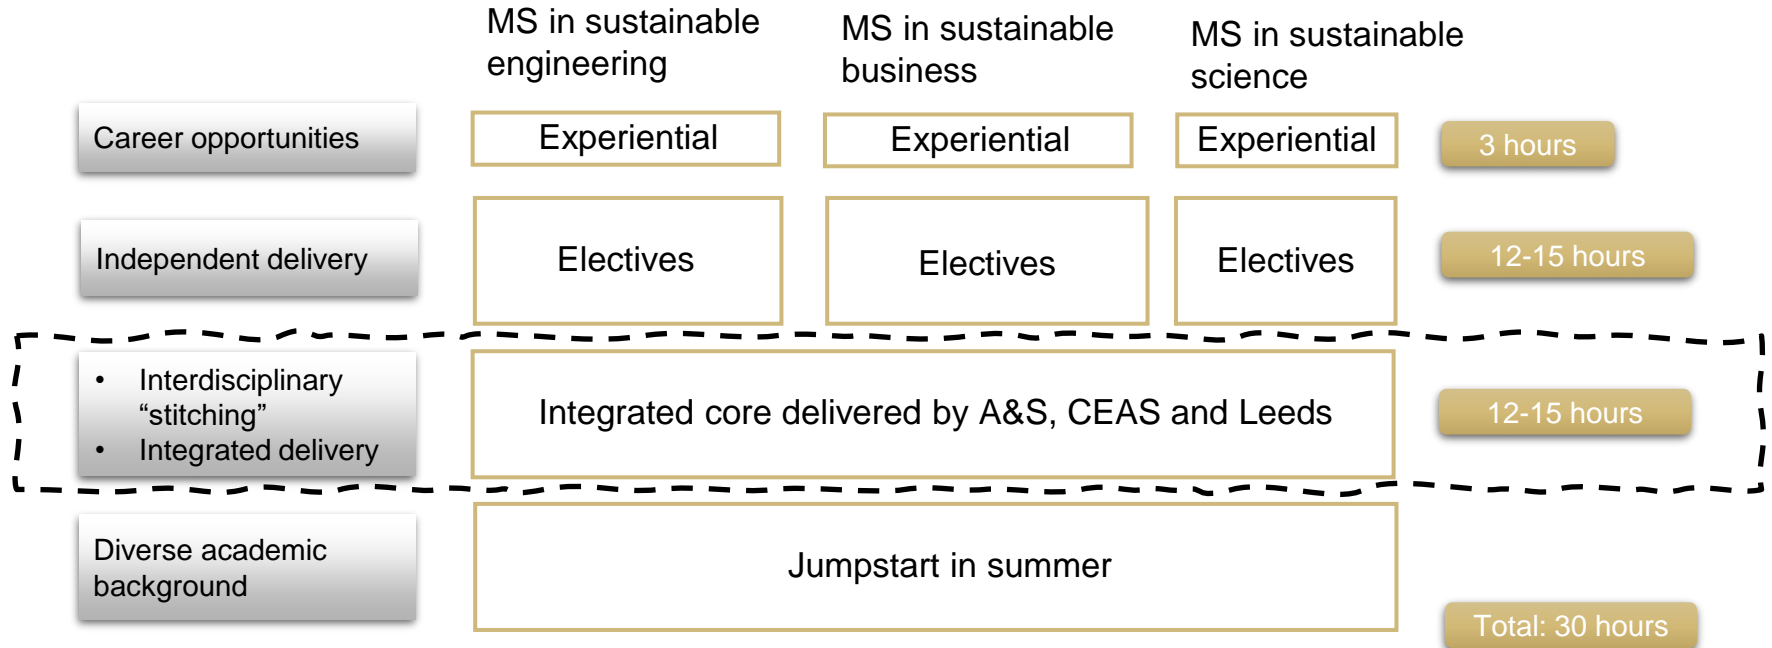 MS in sustainable
engineering
MS in sustainable
business
MS in sustainable
science
Career opportunities
Experiential
Experiential
Experiential
3 hours
Independent delivery
Electives
Electives
Electives
12-15 hours
• Interdisciplinary
“stitching”
• Integrated delivery
Integrated core delivered by A&S, CEAS and Leeds
12-15 hours
Diverse academic
background
Jumpstart in summer
Total: 30 hours